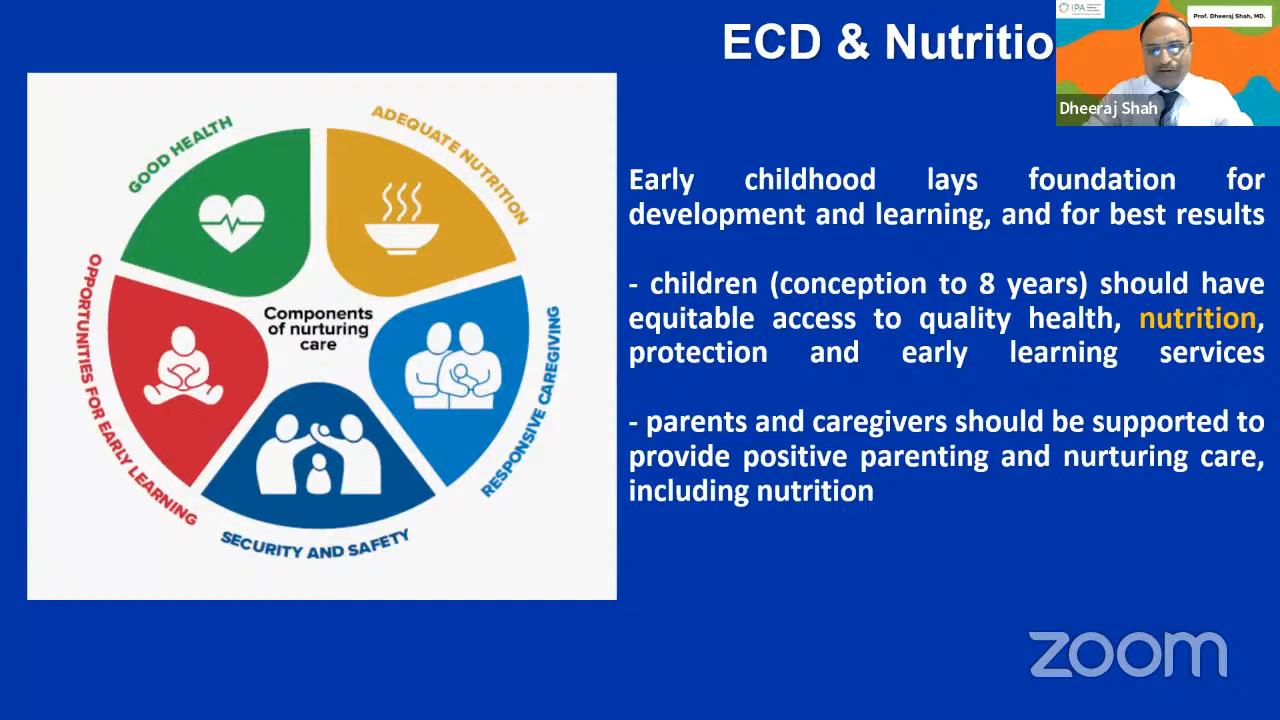 ECD & Nutritio
IPA
Prof. Dheeraj Shah, MD.
Dheeraj Shah
GOOD HEALTH
ADEQUATE NUTRITION
OPPORTUNITIES FOR EARLY LEARNING
RESPONSIVE CAREGIVING
SECURITY AND SAFETY
Components
of nurturing
care
Early childhood lays foundation for
development and learning, and for best results
- children (conception to 8 years) should have
equitable access to quality health, nutrition,
protection and early learning services
- parents and caregivers should be supported to
provide positive parenting and nurturing care,
including nutrition
zoom